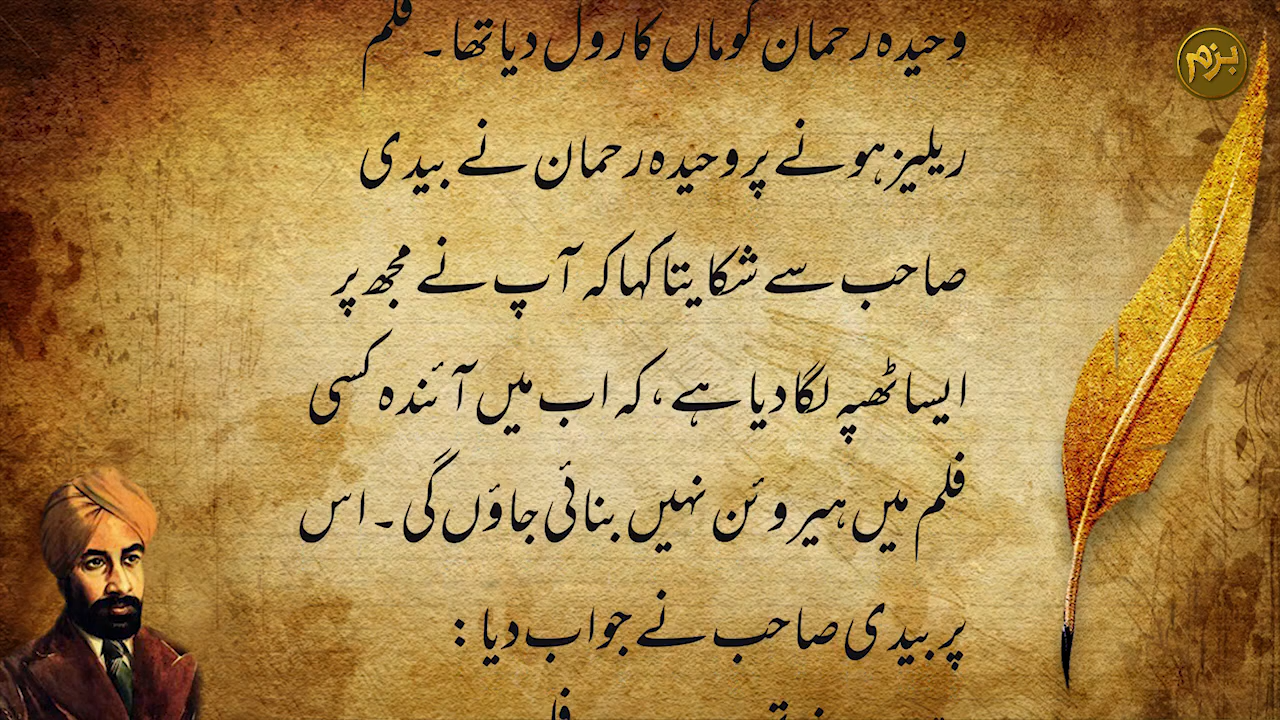 بزم
وحیدہ رحمان کو ماں کا رول دیا تھا۔ فلم
ریلیز ہونے پر وحیدہ رحمان نے بیدی
صاحب سے شکایتا کہا کہ آپ نے مجھ پر
ایسا ٹھپہ لگا دیا ہے، کہ اب میں آئندہ کسی
فلم میں ہیروئن نہیں بنائی جاؤں گی۔ اس
پر بیدی صاحب نے جواب دیا: